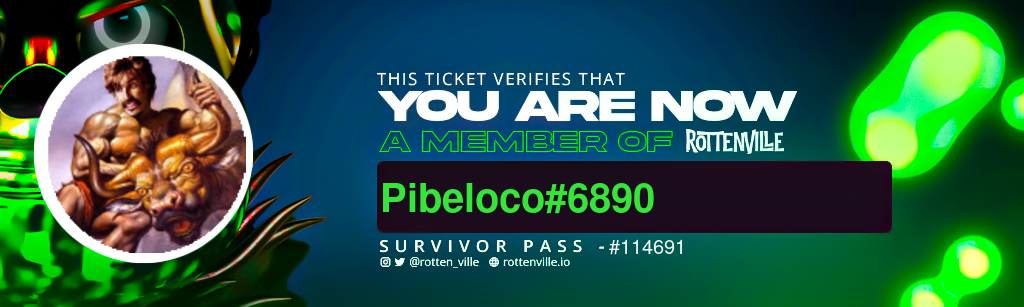 THIS TICKET VERIFIES THAT
YOU ARE NOW
A MEMBER OF ROTTENVILLE
Pibeloco#6890
SURVIVOR PASS - #114691
@rotten_ville rottenville.io